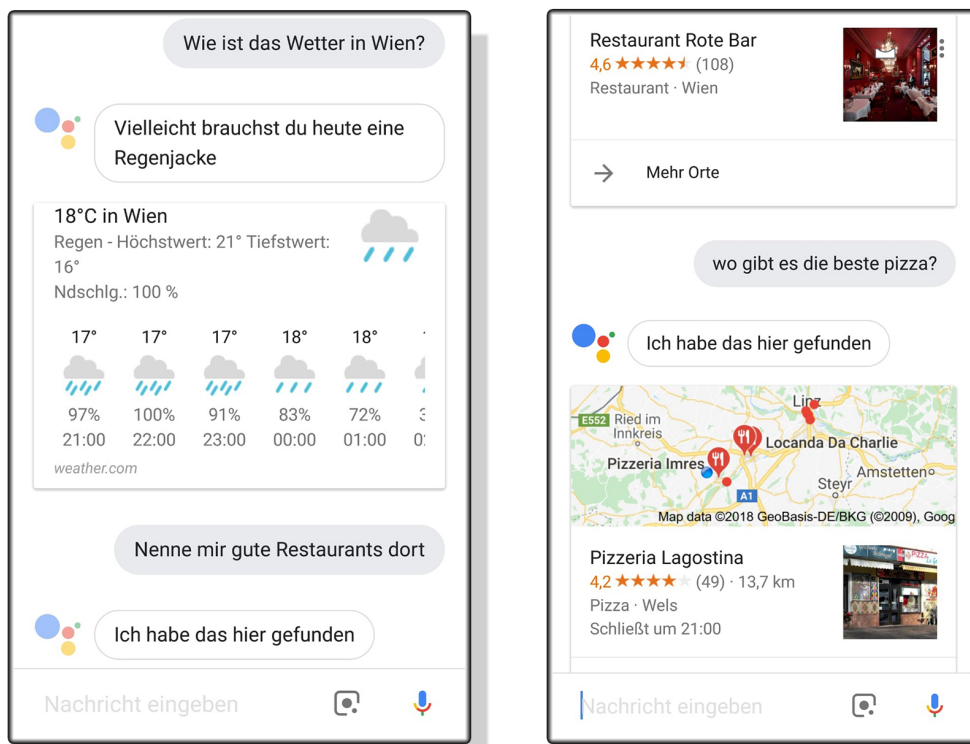 Wie ist das Wetter in Wien?
Vielleicht brauchst du heute eine
Regenjacke
18°C in Wien
Regen - Höchstwert: 21° Tiefstwert:
16°
Ndschlg.: 100 %
17° 17° 17° 18° 18°
97% 100% 91% 83% 72%
21:00 22:00 23:00 00:00 01:00
weather.com
Nenne mir gute Restaurants dort
Ich habe das hier gefunden
Nachricht eingeben
Restaurant Rote Bar
4,6 (108)
Restaurant · Wien
Mehr Orte
wo gibt es die beste pizza?
Ich habe das hier gefunden
Linz
E552
Ried im
Innkreis
Locanda Da Charlie
Pizzeria Imres
Amstetten
Steyr
A1
Map data ©2018 GeoBasis-DE/BKG (©2009), Goog
Pizzeria Lagostina
4,2 (49) · 13,7 km
Pizza · Wels
Schließt um 21:00
Nachricht eingeben